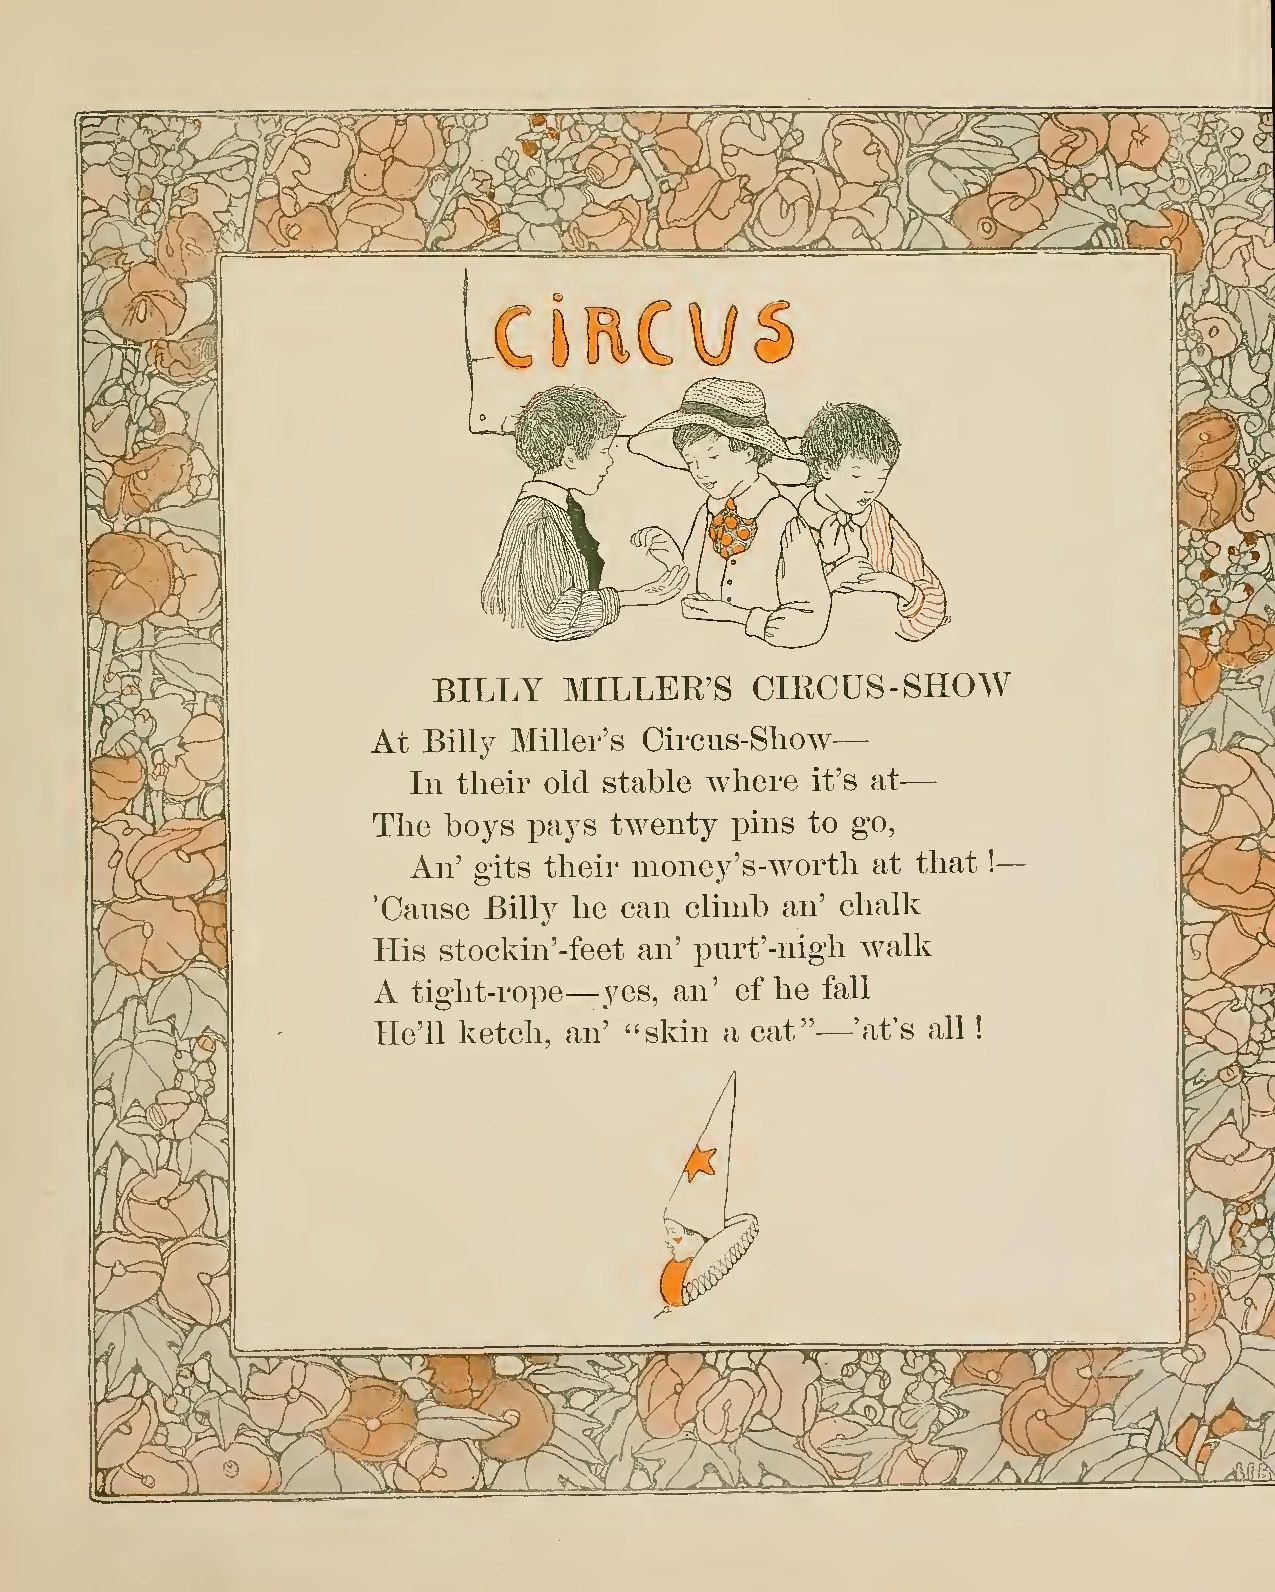 CiRCUS
BILLY MILLER'S CIRCUS-SHOW
At Billy Miller's Circus-Show—
In their old stable where it's at—
The boys pays twenty pins to go,
An' gits their money's-worth at that!—
'Cause Billy he can climb an' chalk
His stockin'-feet an' purt'-nigh walk
A tight-rope—yes, an' ef he fall
He'll ketch, an' “skin a cat”—'at's all!